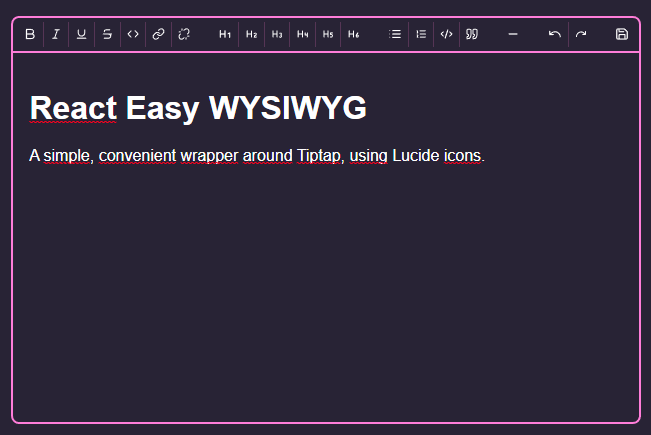 B I U S H1 H2 H3 H4 H5 H6
React Easy WYSIWYG
A simple, convenient wrapper around Tiptap, using Lucide icons.